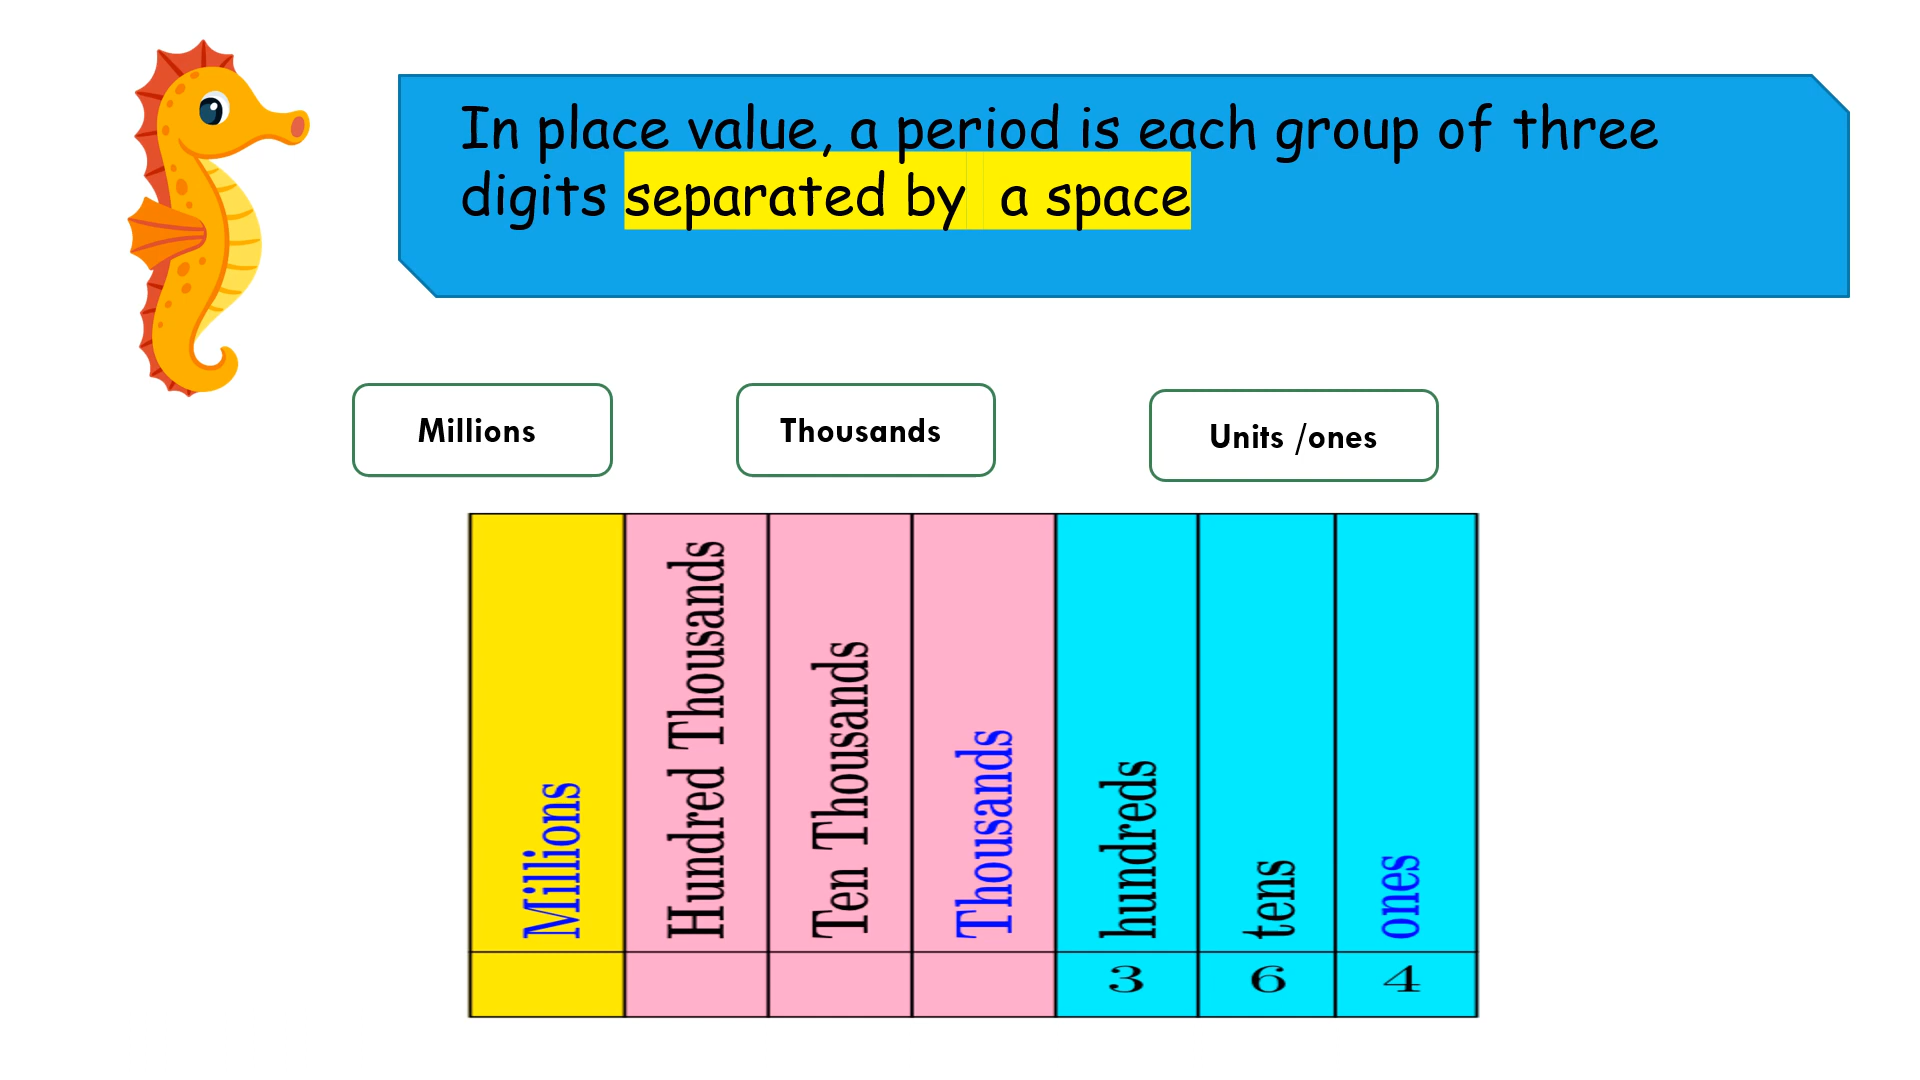 In place value, a period is each group of three
digits separated by  a space
Millions
Thousands
Units /ones
Millions
Hundred Thousands
Ten Thousands
Thousands
hundreds
tens
ones
3 6 4